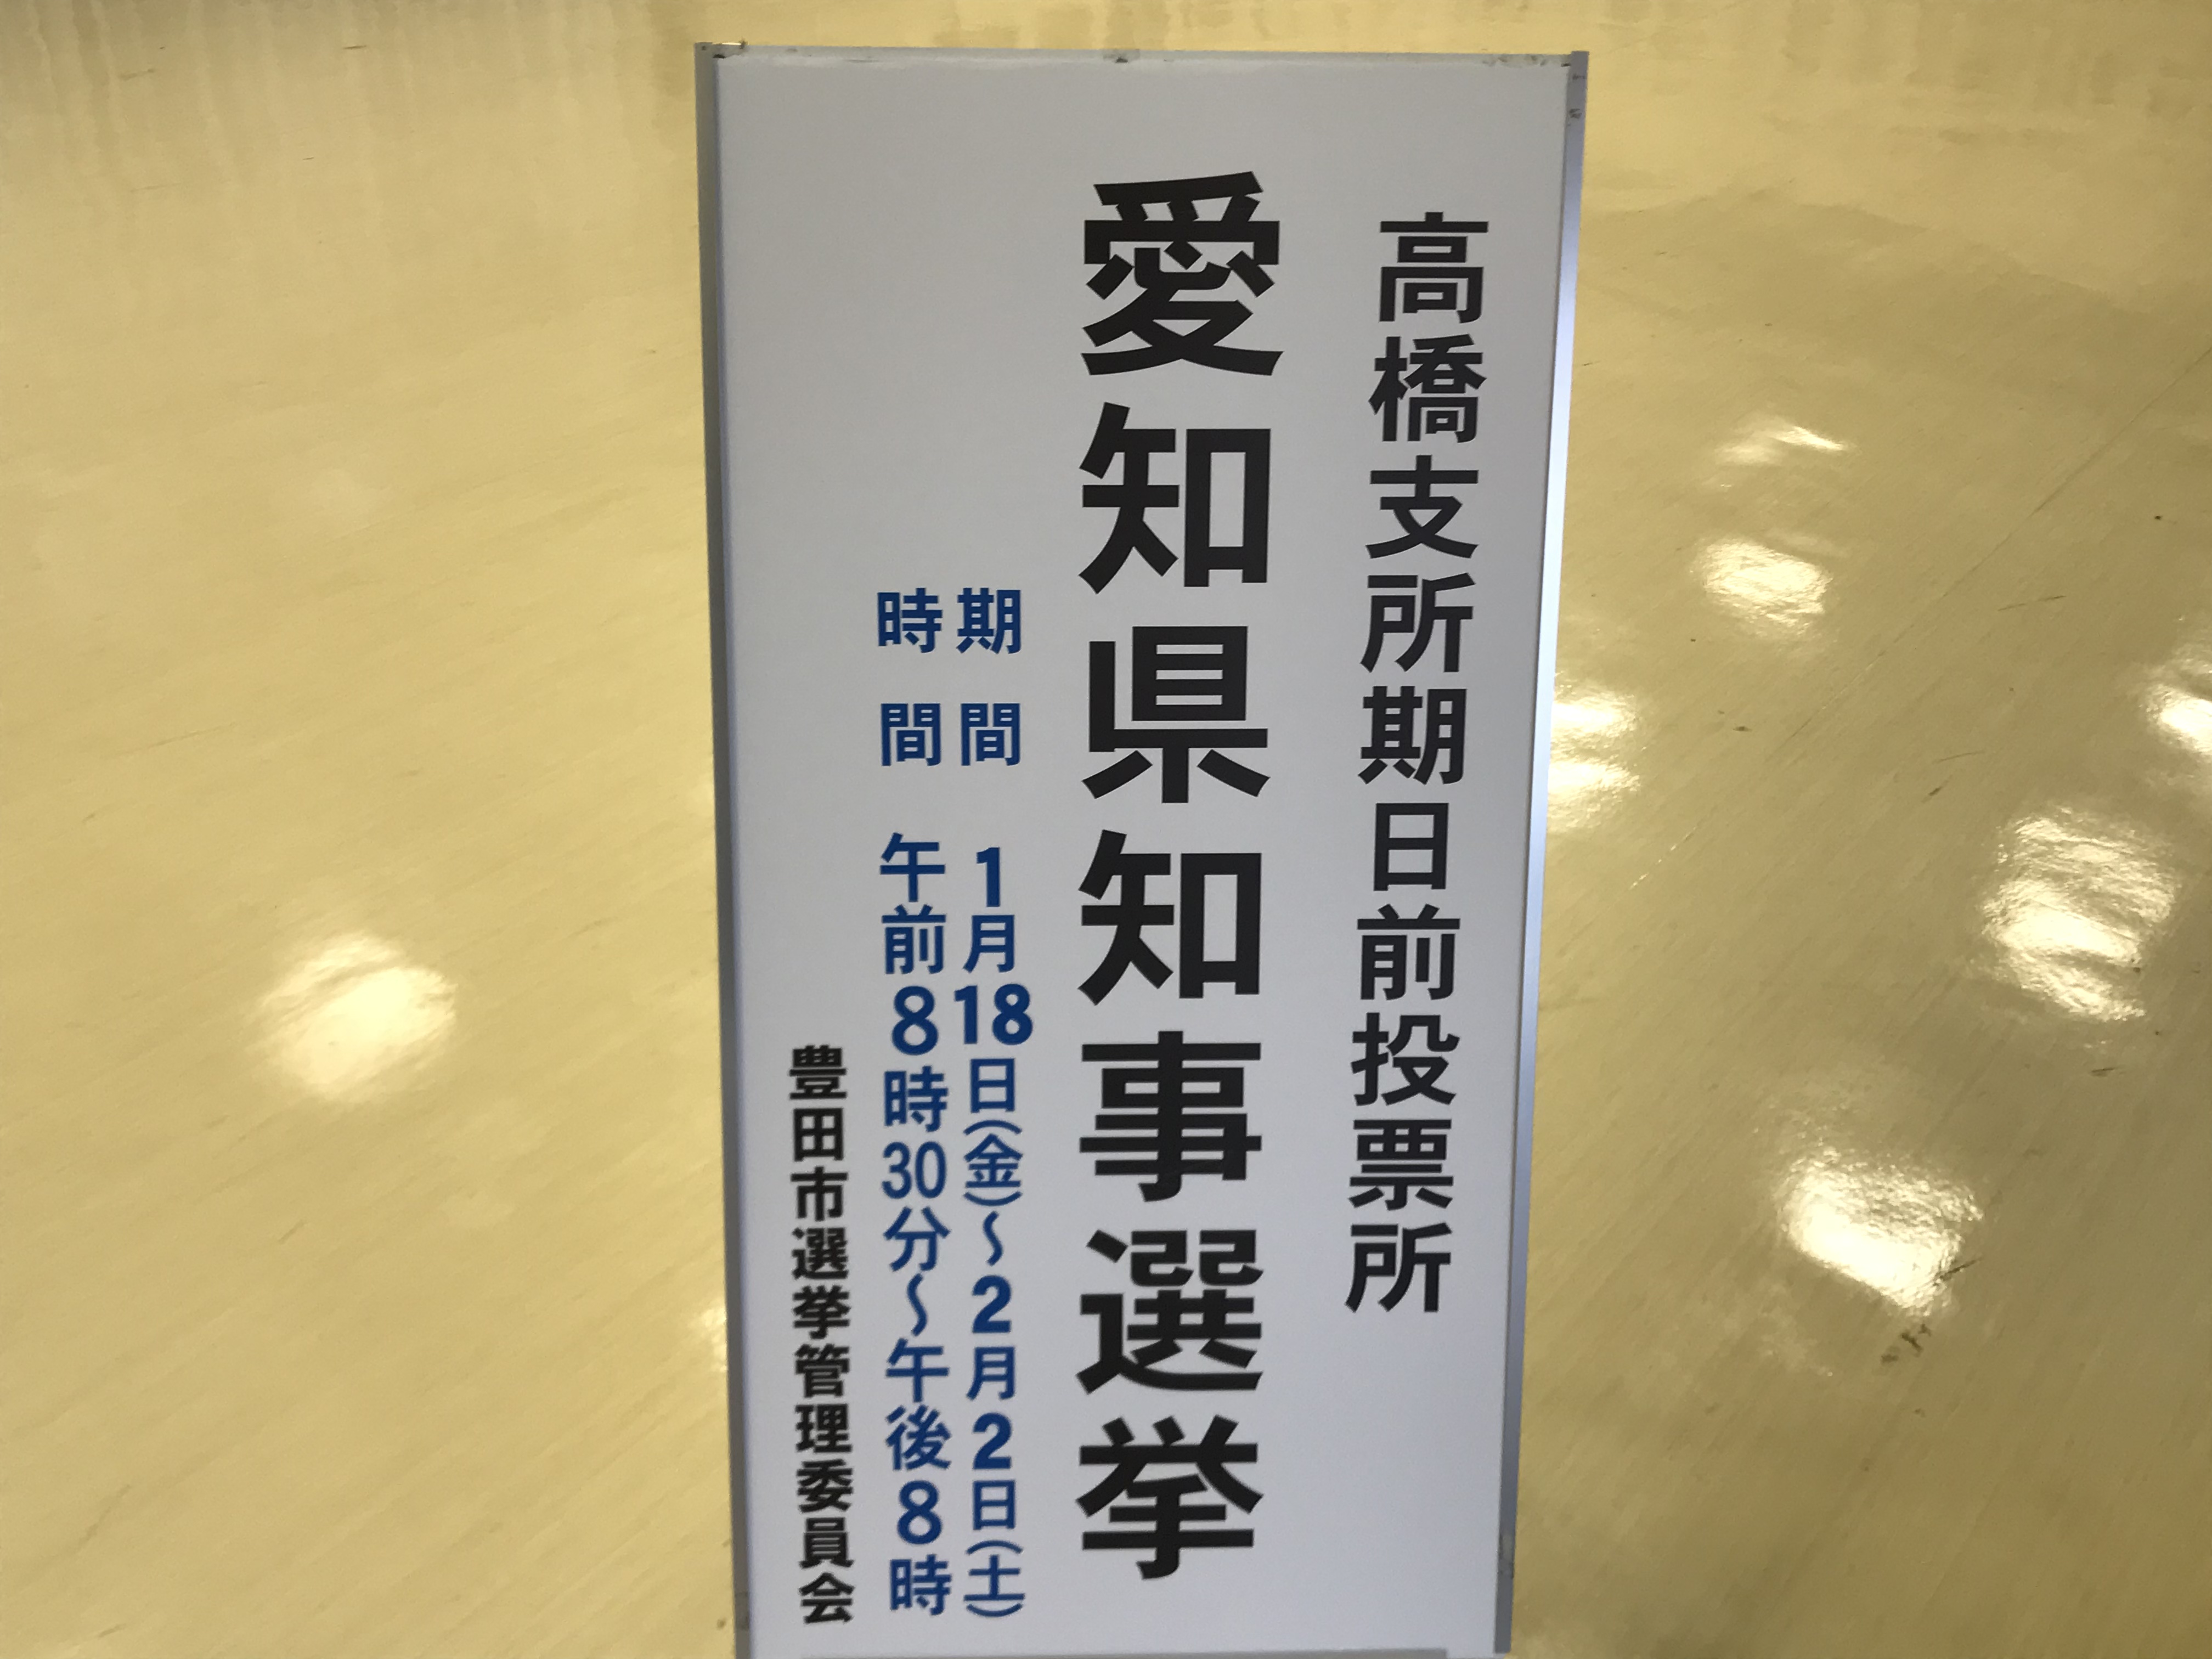 高橋支所期日前投票所
愛知県知事選挙
期間 1月18日(金)～2月2日(土)
時間 午前8時30分～午後8時
豊田市選挙管理委員会